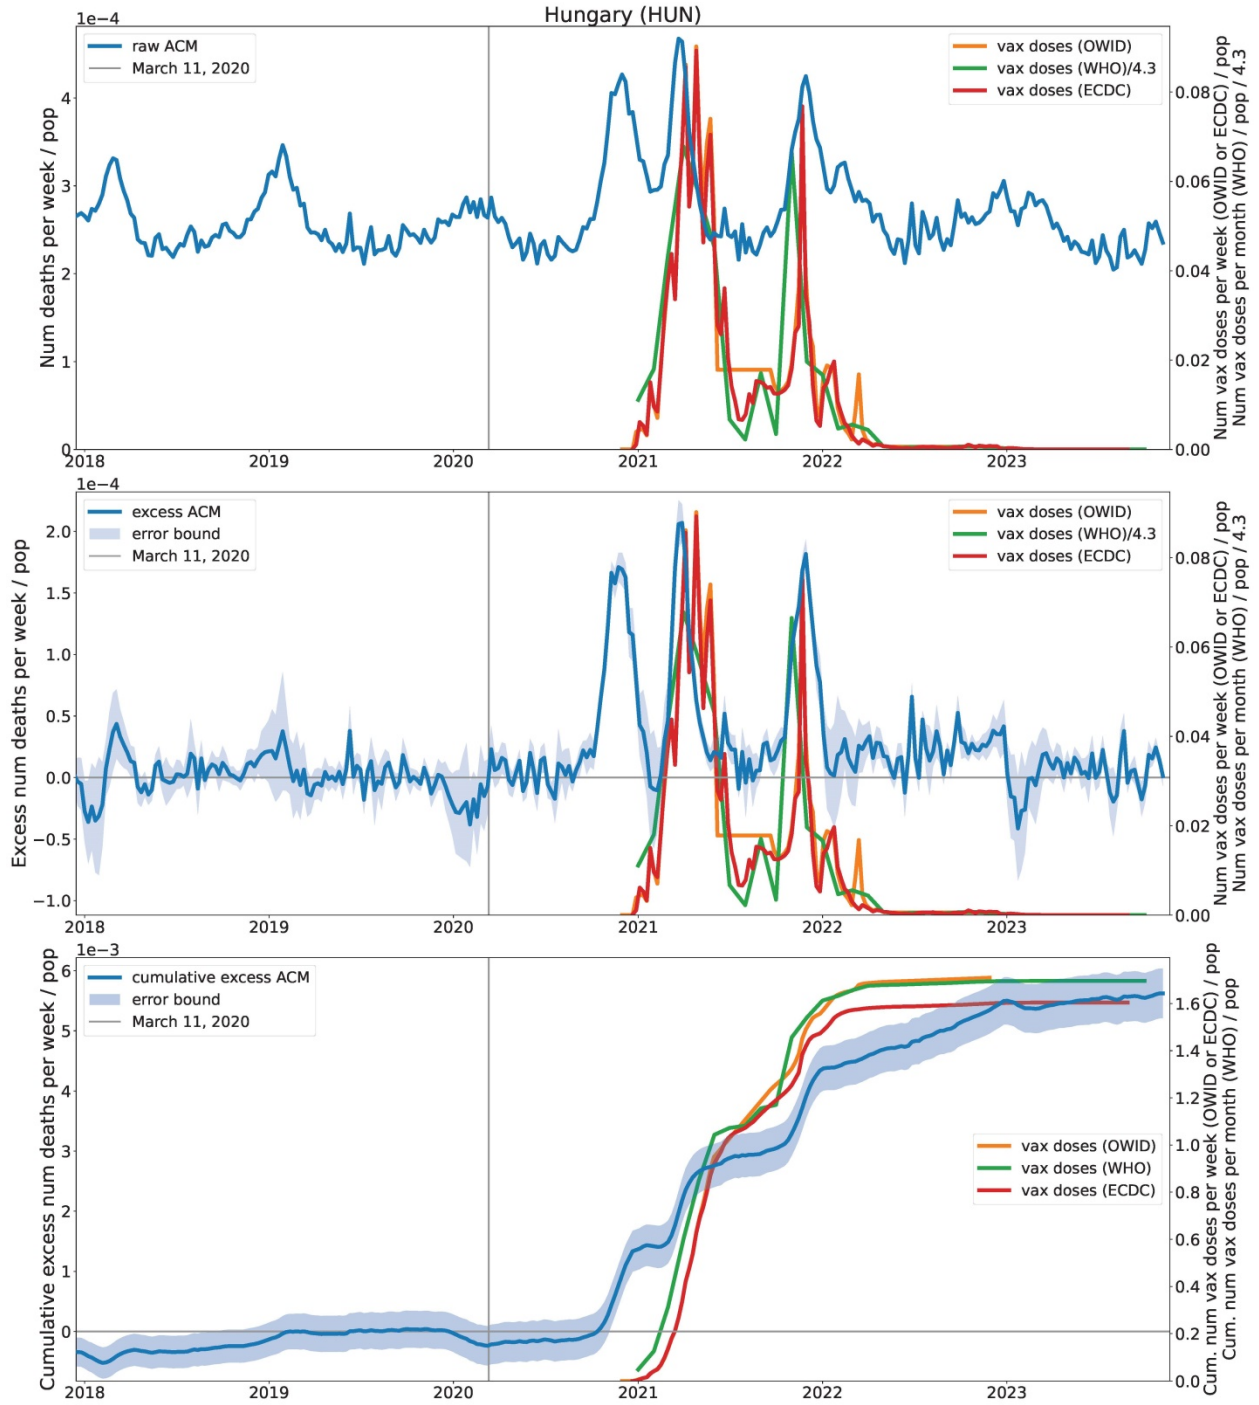 Hungary (HUN)
1e−4
raw ACM
March 11, 2020
vax doses (OWID)
vax doses (WHO)/4.3
vax doses (ECDC)
4
3
2
1
0
0.08
0.06
0.04
0.02
0.00
Num deaths per week / pop
Num vax doses per week (OWID or ECDC) / pop
Num vax doses per month (WHO) / pop / 4.3
2018 2019 2020 2021 2022 2023
1e−4
excess ACM
error bound
March 11, 2020
vax doses (OWID)
vax doses (WHO)/4.3
vax doses (ECDC)
2.0
1.5
1.0
0.5
0.0
−0.5
−1.0
0.08
0.06
0.04
0.02
0.00
Excess num deaths per week / pop
Num vax doses per week (OWID or ECDC) / pop
Num vax doses per month (WHO) / pop / 4.3
2018 2019 2020 2021 2022 2023
1e−3
cumulative excess ACM
error bound
March 11, 2020
6
5
4
3
2
1
0
1.6
1.4
1.2
1.0
0.8
0.6
0.4
0.2
0.0
vax doses (OWID)
vax doses (WHO)
vax doses (ECDC)
Cumulative excess num deaths per week / pop
Cum. num vax doses per week (OWID or ECDC) / pop
Cum. num vax doses per month (WHO) / pop
2018 2019 2020 2021 2022 2023